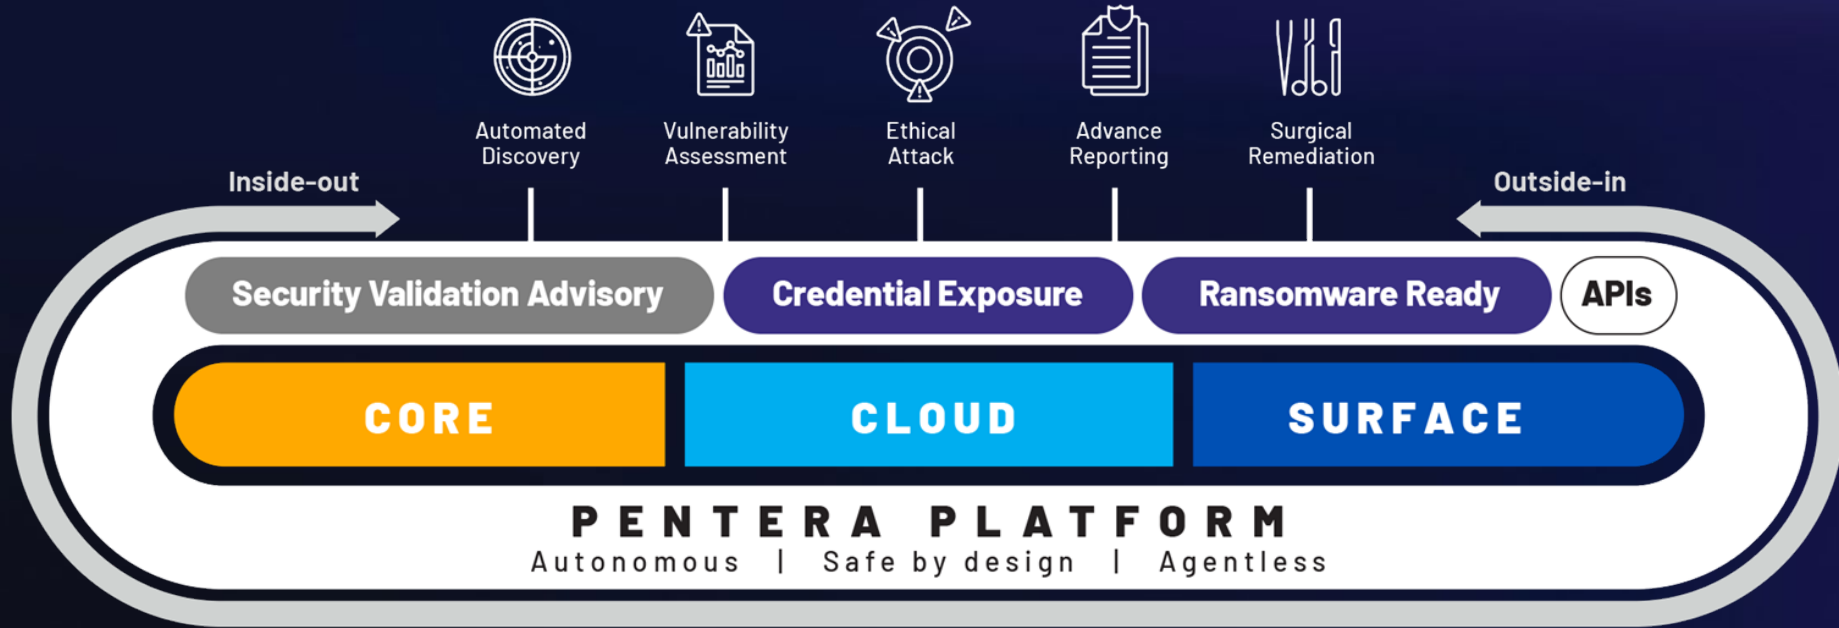 Automated
Discovery
Vulnerability
Assessment
Ethical
Attack
Advance
Reporting
Surgical
Remediation
Inside-out
Outside-in
Security Validation Advisory
Credential Exposure
Ransomware Ready
APIs
CORE
CLOUD
SURFACE
PENTERA PLATFORM
Autonomous | Safe by design | Agentless